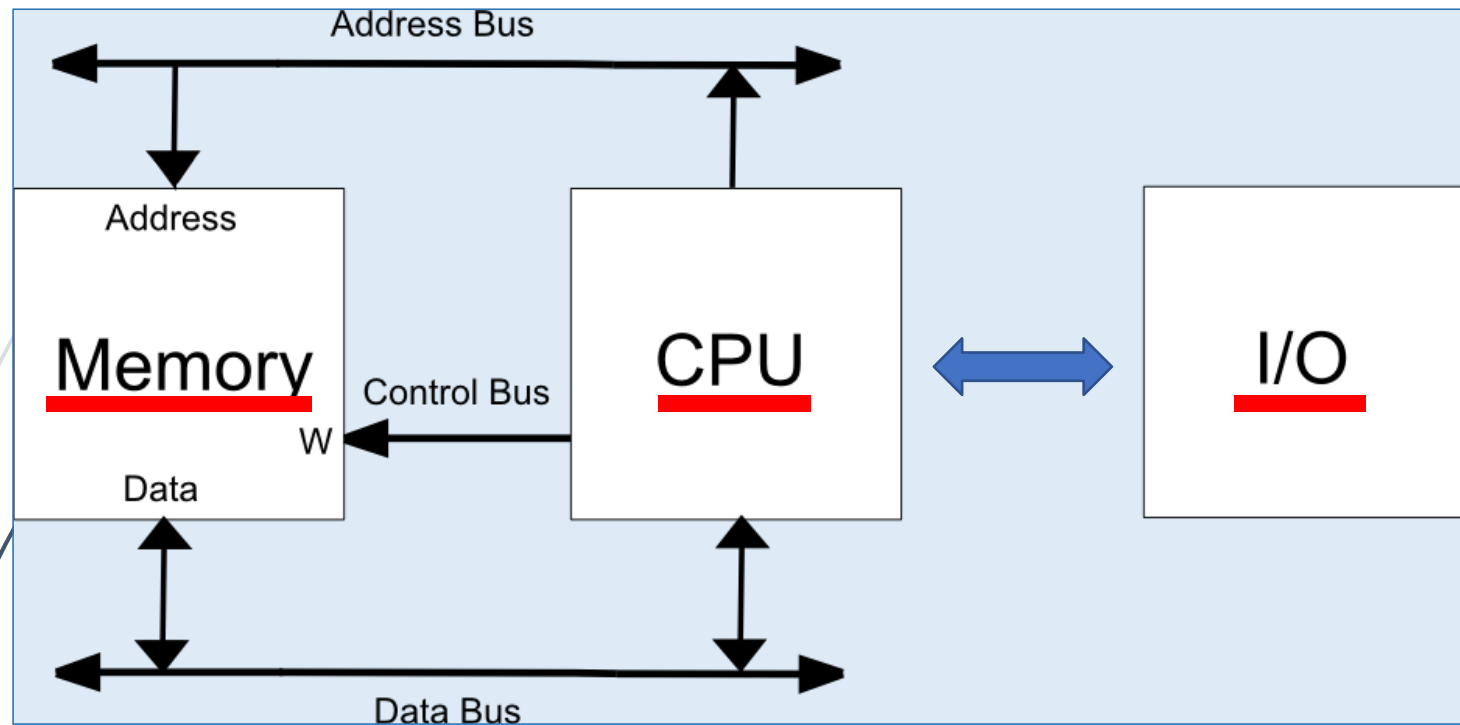 Address Bus
Address
Memory
CPU
I/O
Control Bus
W
Data
Data Bus